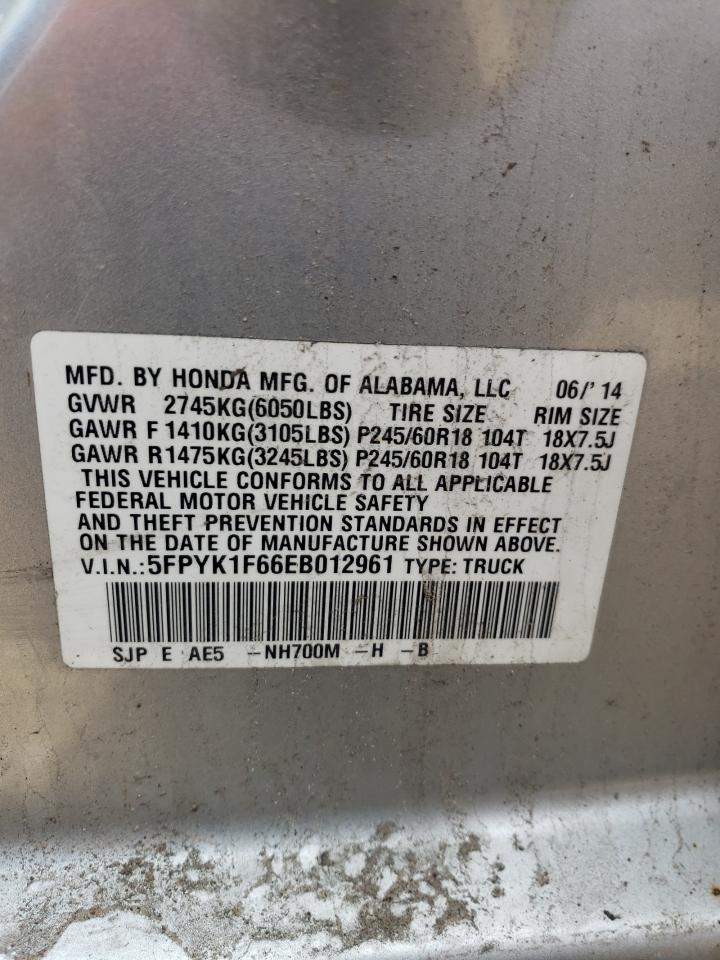 MFD. BY HONDA MFG. OF ALABAMA, LLC 06/'14
GVWR 2745KG(6050LBS) TIRE SIZE RIM SIZE
GAWR F 1410KG(3105LBS) P245/60R18 104T 18X7.5J
GAWR R1475KG(3245LBS) P245/60R18 104T 18X7.5J
THIS VEHICLE CONFORMS TO ALL APPLICABLE
FEDERAL MOTOR VEHICLE SAFETY
AND THEFT PREVENTION STANDARDS IN EFFECT
ON THE DATE OF MANUFACTURE SHOWN ABOVE.
V.I.N.:5FPYK1F66EB012961 TYPE: TRUCK
SJP E AE5 -NH700M -H -B